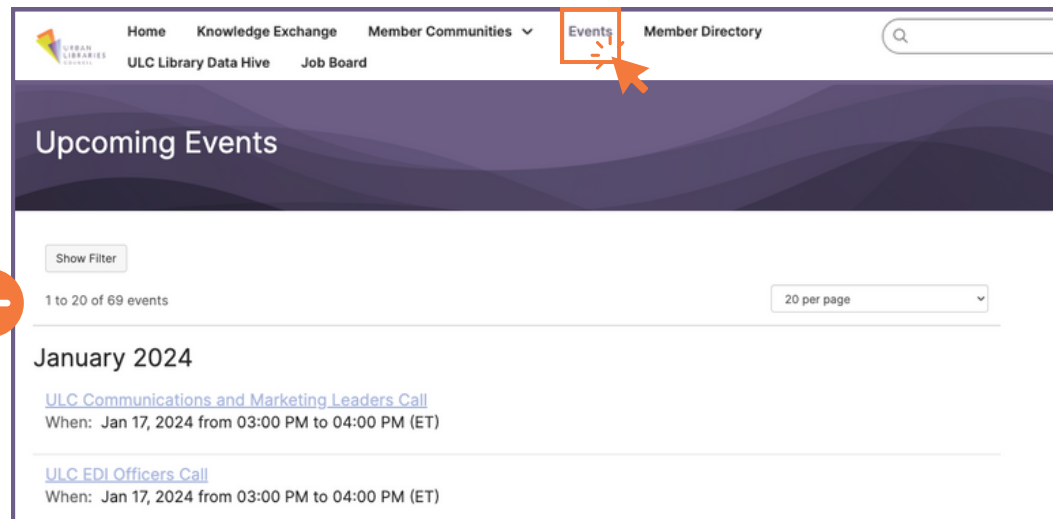 URBAN
LIBRARIES
COUNCIL
Home Knowledge Exchange Member Communities Events Member Directory
ULC Library Data Hive Job Board
Upcoming Events
Show Filter
1 to 20 of 69 events
20 per page
January 2024
ULC Communications and Marketing Leaders Call
When: Jan 17, 2024 from 03:00 PM to 04:00 PM (ET)
ULC EDI Officers Call
When: Jan 17, 2024 from 03:00 PM to 04:00 PM (ET)